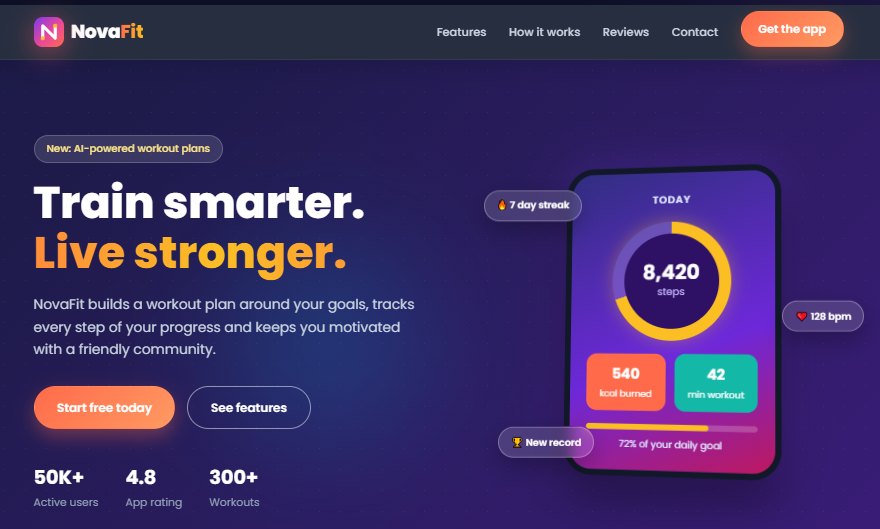 N NovaFit
Features
How it works
Reviews
Contact
Get the app
New: AI-powered workout plans
Train smarter.
Live stronger.
NovaFit builds a workout plan around your goals, tracks
every step of your progress and keeps you motivated
with a friendly community.
Start free today
See features
50K+
Active users
4.8
App rating
300+
Workouts
7 day streak
TODAY
8,420
steps
128 bpm
540
kcal burned
42
min workout
New record
72% of your daily goal